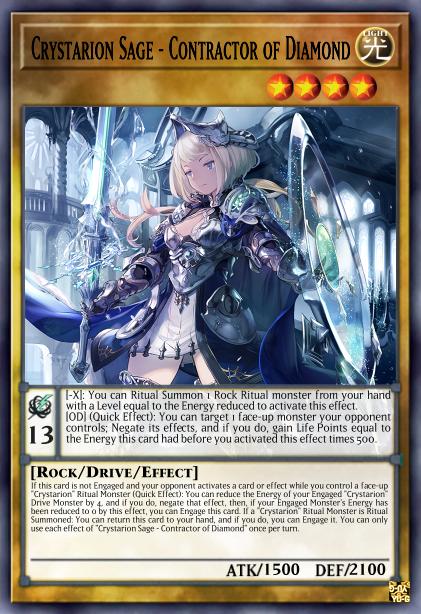 Crystarion Sage - Contractor of Diamond
LIGHT
光
[-X]: You can Ritual Summon 1 Rock Ritual monster from your hand
with a Level equal to the Energy reduced to activate this effect.
[OD] (Quick Effect): You can target 1 face-up monster your opponent
controls; Negate its effects, and if you do, gain Life Points equal to
the Energy this card had before you activated this effect times 500.
13
[Rock/Drive/Effect]
If this card is not Engaged and your opponent activates a card or effect while you control a face-up
"Crystarion" Ritual Monster (Quick Effect): You can reduce the Energy of your Engaged "Crystarion"
Drive Monster by 4, and if you do, negate that effect, then, if your Engaged Monster's Energy has
been reduced to 0 by this effect, you can Engage this card. If a "Crystarion" Ritual Monster is Ritual
Summoned: You can return this card to your hand, and if you do, you can Engage it. You can only
use each effect of "Crystarion Sage - Contractor of Diamond" once per turn.
ATK/1500 DEF/2100